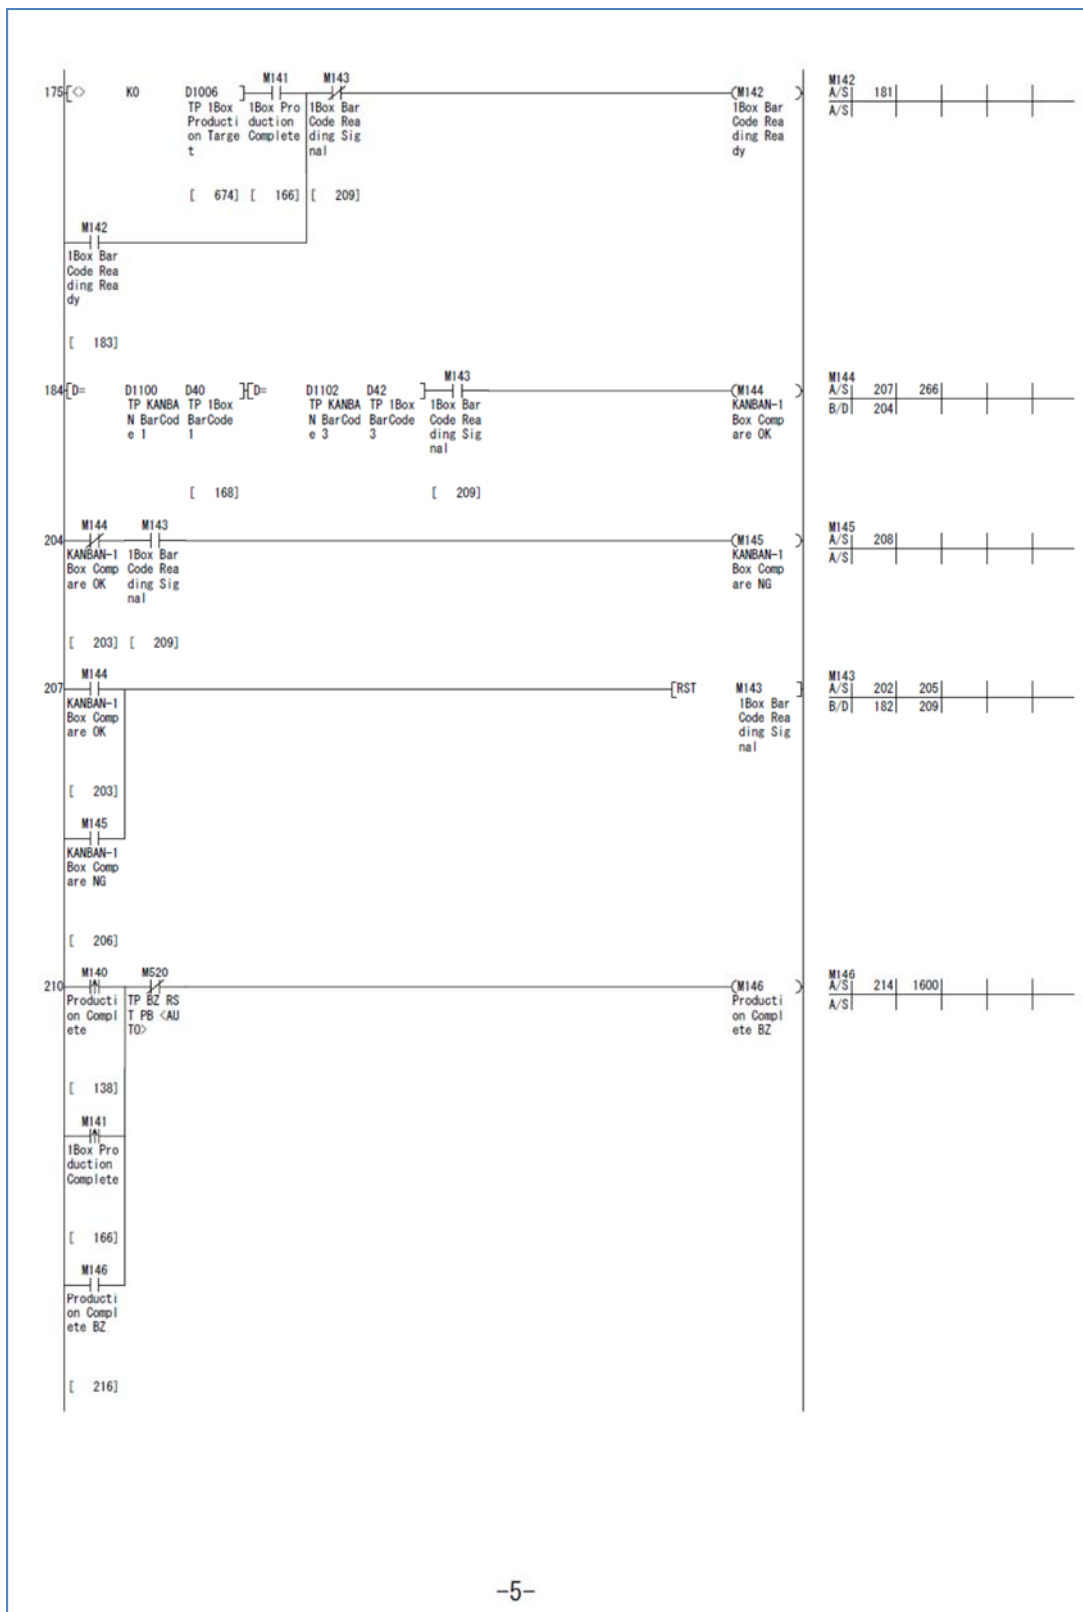 M141 M143
175 <> K0 D1006
TP 1Box 1Box Pro 1Box Bar
Producti duction Code Rea
on Targe Complete ding Sig
t nal
[ 674] [ 166] [ 209]
M142
1Box Bar
Code Rea
ding Rea
dy
M142
A/S 181
A/S
M142
1Box Bar
Code Rea
ding Rea
dy
[ 183]
M143
184 D= D1100 D40 D= D1102 D42
TP KANBA TP 1Box TP KANBA TP 1Box 1Box Bar
N BarCod BarCode N BarCod BarCode Code Rea
e 1 1 e 3 3 ding Sig
nal
[ 168] [ 209]
M144
KANBAN-1
Box Comp
are OK
M144
A/S 207 266
B/D 204
M144 M143
204
KANBAN-1 1Box Bar
Box Comp Code Rea
are OK ding Sig
nal
[ 203] [ 209]
M145
KANBAN-1
Box Comp
are NG
M145
A/S 208
A/S
M144
207
KANBAN-1
Box Comp
are OK
[ 203]
RST M143
1Box Bar
Code Rea
ding Sig
nal
M143
A/S 202 205
B/D 182 209
M145
KANBAN-1
Box Comp
are NG
[ 206]
M140 M520
210
Producti TP BZ RS
on Compl T PB <AU
ete TO>
[ 138]
M146
Producti
on Compl
ete BZ
M146
A/S 214 1600
A/S
M141
1Box Pro
duction
Complete
[ 166]
M146
Producti
on Compl
ete BZ
[ 216]
-5-